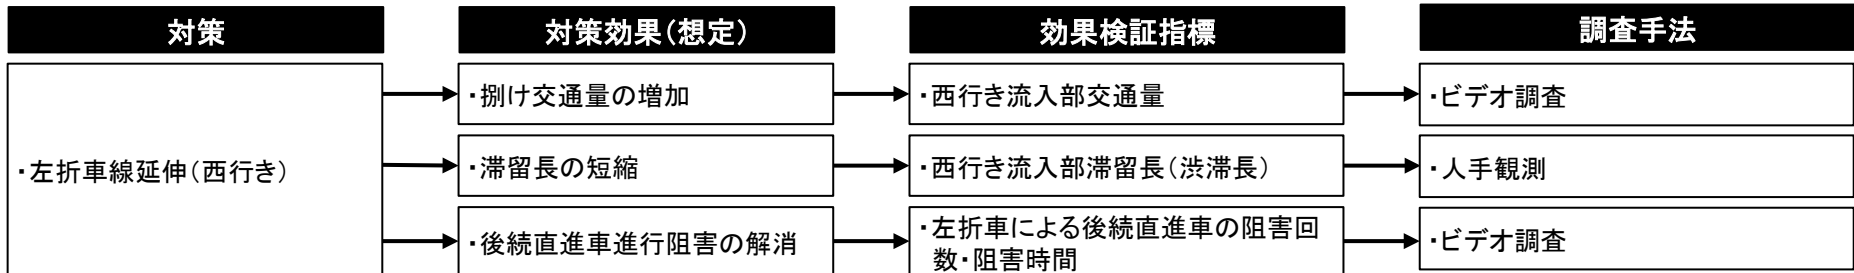 対策
対策効果(想定)
効果検証指標
調査手法
・左折車線延伸(西行き)
・捌け交通量の増加
・西行き流入部交通量
・ビデオ調査
・滞留長の短縮
・西行き流入部滞留長(渋滞長)
・人手観測
・後続直進車進行阻害の解消
・左折車による後続直進車の阻害回
数・阻害時間
・ビデオ調査